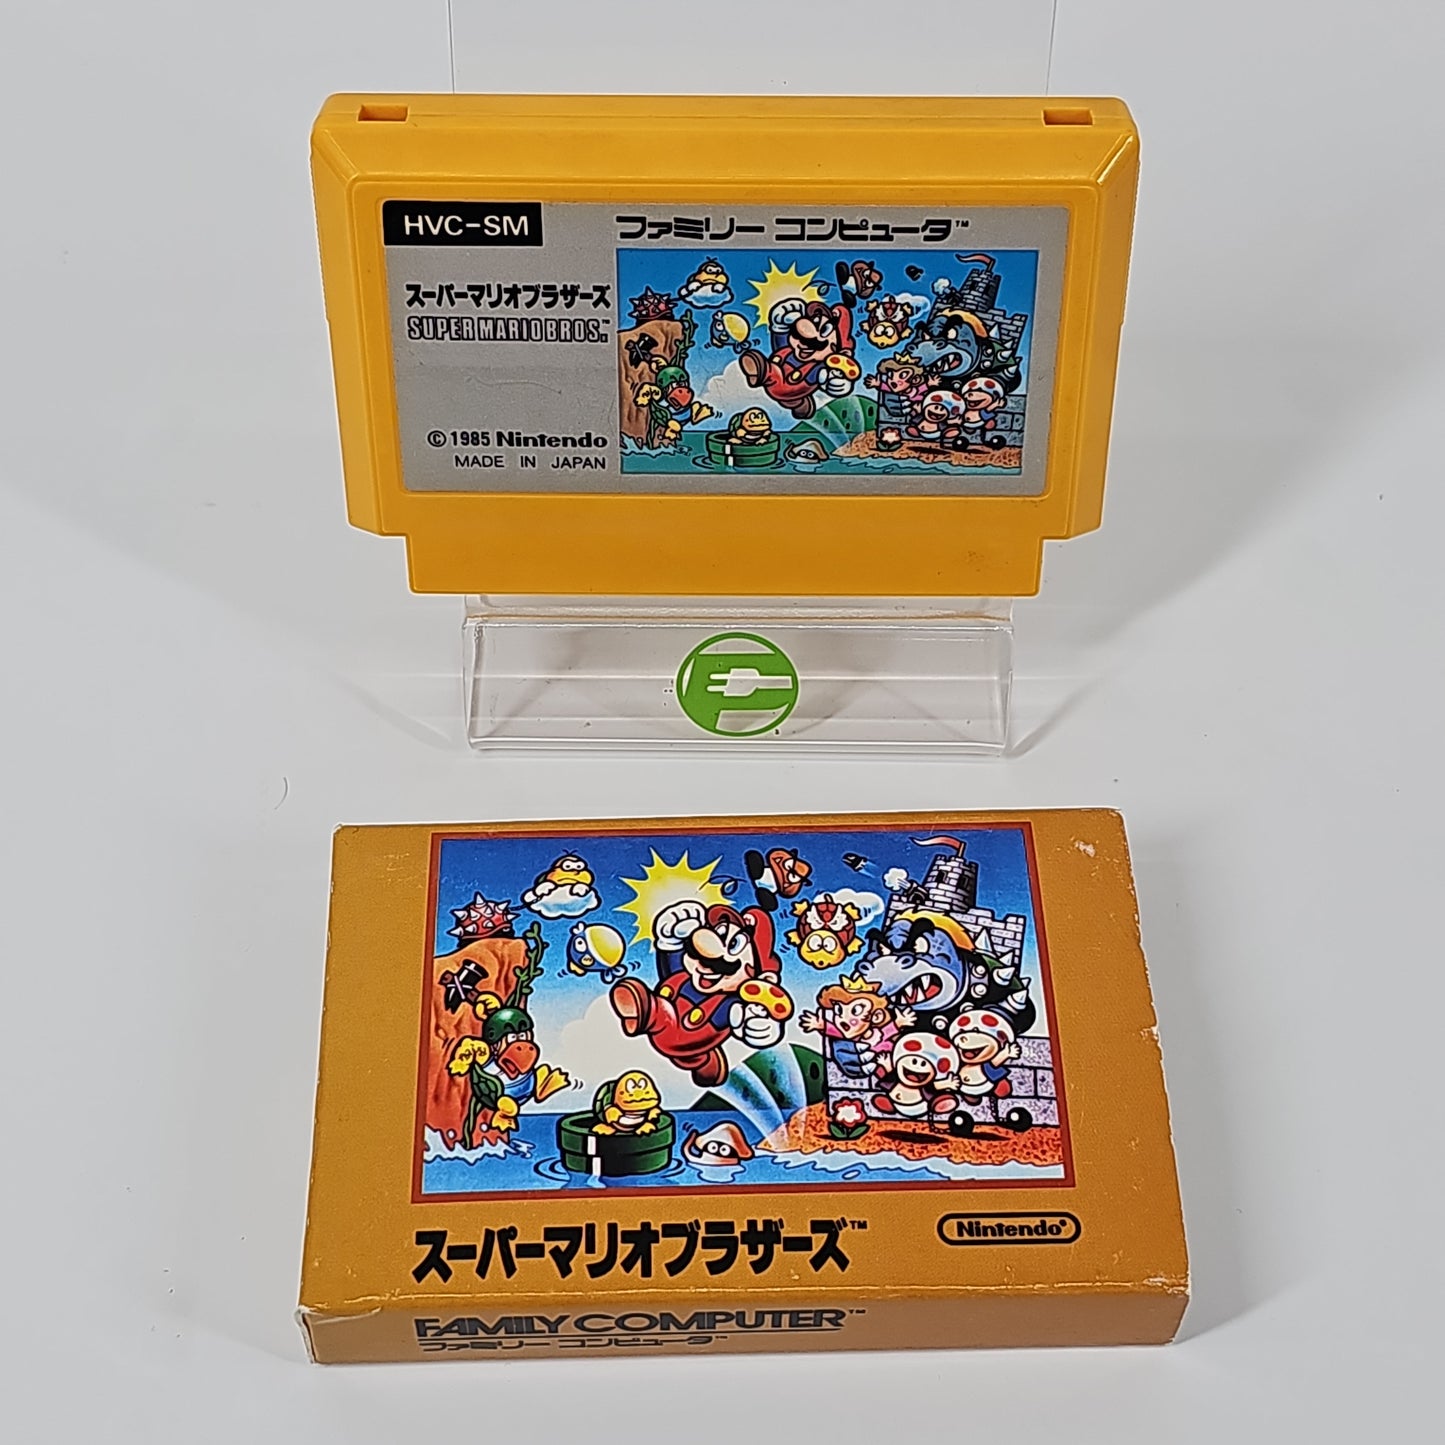 HVC-SM
ファミリー コンピュータ™
スーパーマリオブラザーズ
SUPER MARIO BROS.™
© 1985 Nintendo
MADE IN JAPAN
スーパーマリオブラザーズ™
Nintendo®
FAMILY COMPUTER™
ファミリー コンピュータ™